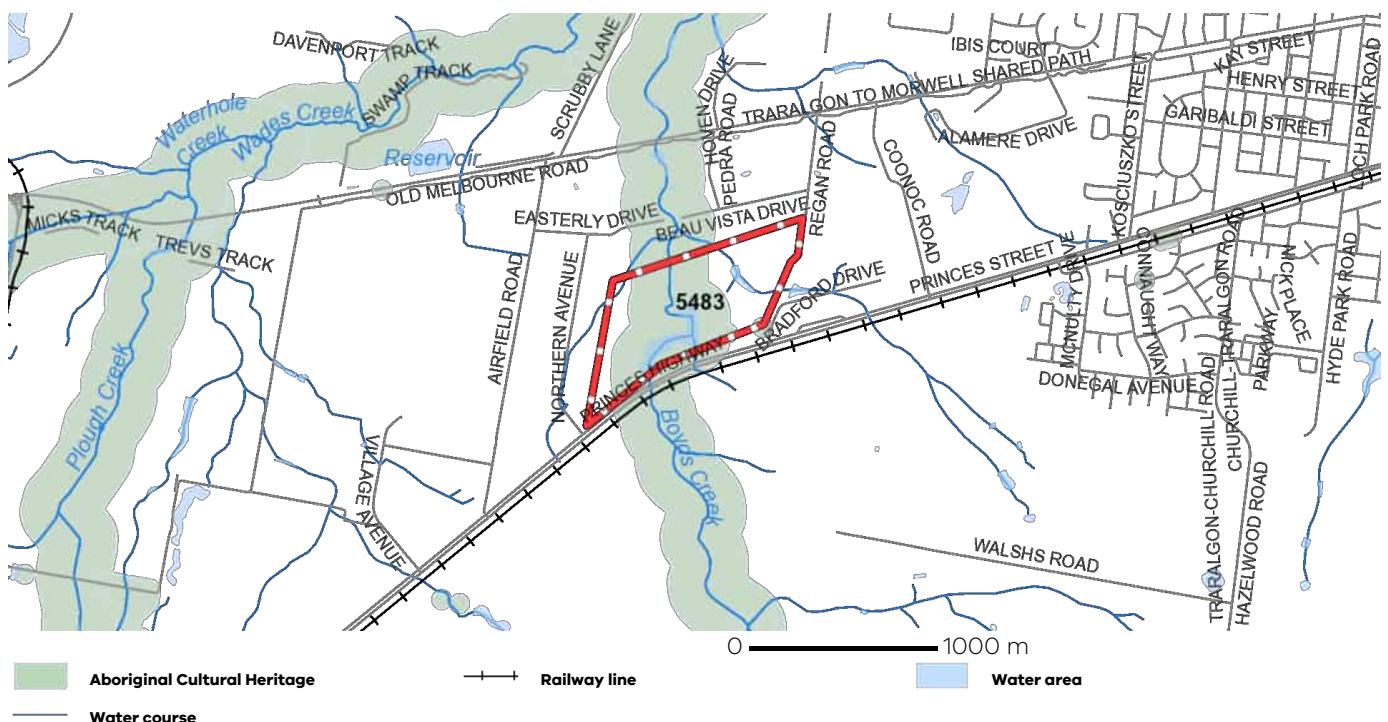 DAVENPORT TRACK
SWAMP TRACK
SCRUBBY LANE
IBIS COURT
KAY STREET
HENRY STREET
GARIBALDI STREET
LOCH PARK ROAD
KOSCIUSZKO STREET
TRARALGON TO MORWELL SHARED PATH
HOVEN DRIVE
PEDRA ROAD
ALAMERE DRIVE
Waterhole
Creek
Wades Creek
Reservoir
OLD MELBOURNE ROAD
COONOC ROAD
REGAN ROAD
MICKS TRACK
TREVS TRACK
EASTERLY DRIVE
BEAU VISTA DRIVE
AIRFIELD ROAD
NORTHERN AVENUE
5483
BRADFORD DRIVE
PRINCES STREET E
PRINCES HIGHWAY
MCNULTY DRIVE
CONNAUGHT WAY
CHURCHILL-TRARALGON ROAD
NICK PLACE
PARKWAY
HYDE PARK ROAD
DONEGAL AVENUE
Plough Creek
Boyds Creek
VILLAGE AVENUE
WALSHS ROAD
TRARALGON-CHURCHILL ROAD
HAZELWOOD ROAD
0 1000 m
Aboriginal Cultural Heritage
Railway line
Water area
Water course